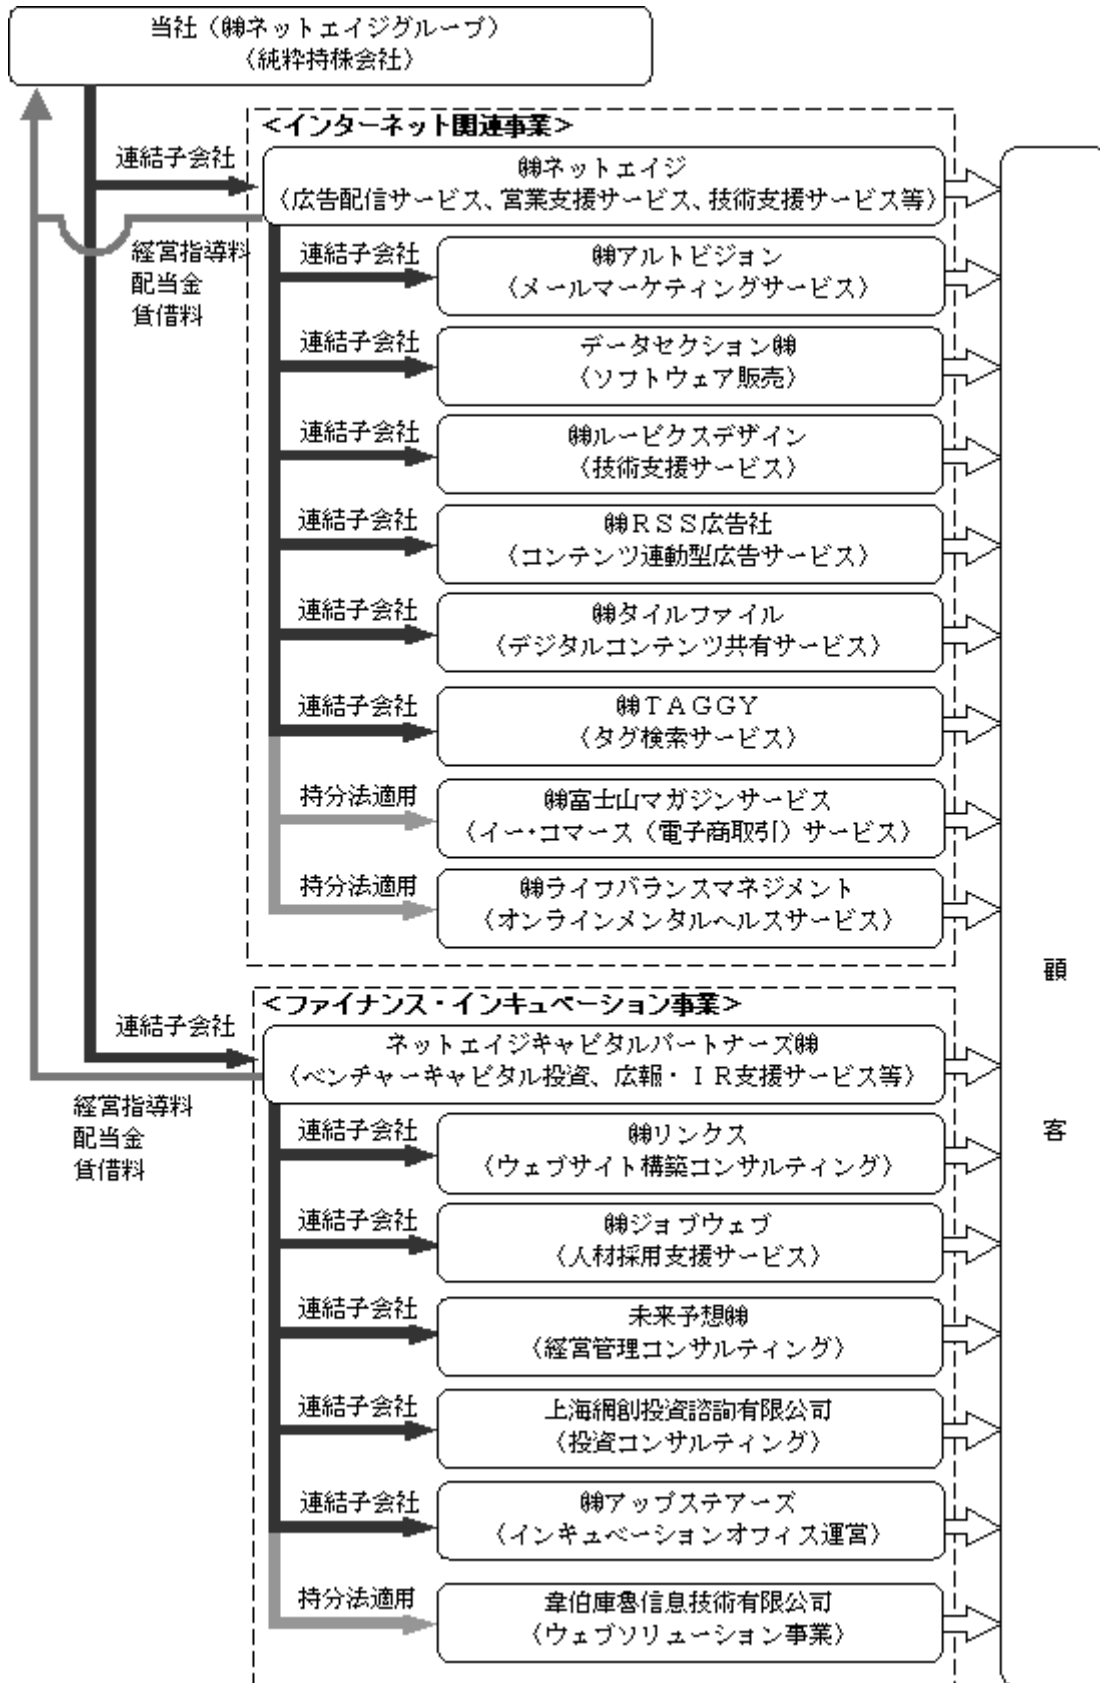 当社（㈱ネットエイジグループ）
（純粋持株会社）
＜インターネット関連事業＞
連結子会社
㈱ネットエイジ
（広告配信サービス、営業支援サービス、技術支援サービス等）
経営指導料
配当金
賃借料
連結子会社
㈱アルトビジョン
（メールマーケティングサービス）
連結子会社
データセクション㈱
（ソフトウェア販売）
連結子会社
㈱ルービクスデザイン
（技術支援サービス）
連結子会社
㈱ＲＳＳ広告社
（コンテンツ連動型広告サービス）
連結子会社
㈱タイルファイル
（デジタルコンテンツ共有サービス）
連結子会社
㈱ＴＡＧＧＹ
（タグ検索サービス）
持分法適用
㈱富士山マガジンサービス
（イー・コマース（電子商取引）サービス）
持分法適用
㈱ライフバランスマネジメント
（オンラインメンタルヘルスサービス）
＜ファイナンス・インキュベーション事業＞
連結子会社
ネットエイジキャピタルパートナーズ㈱
（ベンチャーキャピタル投資、広報・ＩＲ支援サービス等）
経営指導料
配当金
賃借料
連結子会社
㈱リンクス
（ウェブサイト構築コンサルティング）
連結子会社
㈱ジョブウェブ
（人材採用支援サービス）
連結子会社
未来予想㈱
（経営管理コンサルティング）
連結子会社
上海網創投資諮詢有限公司
（投資コンサルティング）
連結子会社
㈱アップステアーズ
（インキュベーションオフィス運営）
持分法適用
韋伯庫魯信息技術有限公司
（ウェブソリューション事業）
顧
客